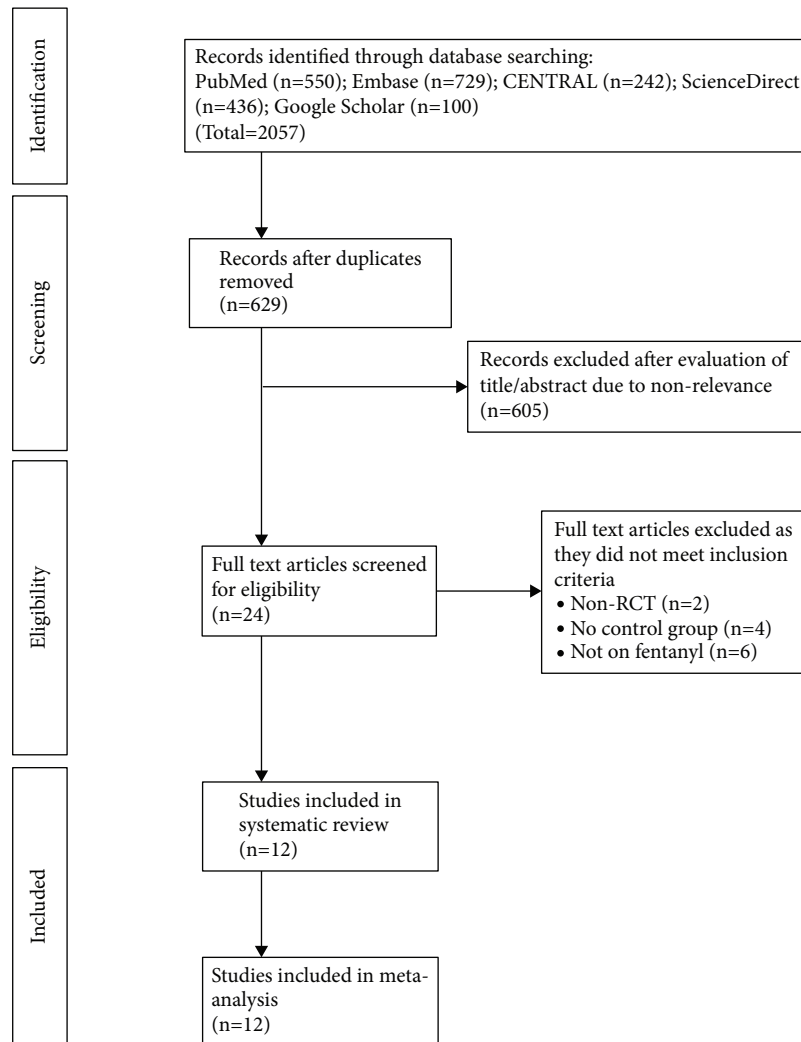 Identification
Records identified through database searching:
PubMed (n=550); Embase (n=729); CENTRAL (n=242); ScienceDirect
(n=436); Google Scholar (n=100)
(Total=2057)
Screening
Records after duplicates
removed
(n=629)
Records excluded after evaluation of
title/abstract due to non-relevance
(n=605)
Eligibility
Full text articles screened
for eligibility
(n=24)
Full text articles excluded as
they did not meet inclusion
criteria
• Non-RCT (n=2)
• No control group (n=4)
• Not on fentanyl (n=6)
Included
Studies included in
systematic review
(n=12)
Studies included in meta-
analysis
(n=12)